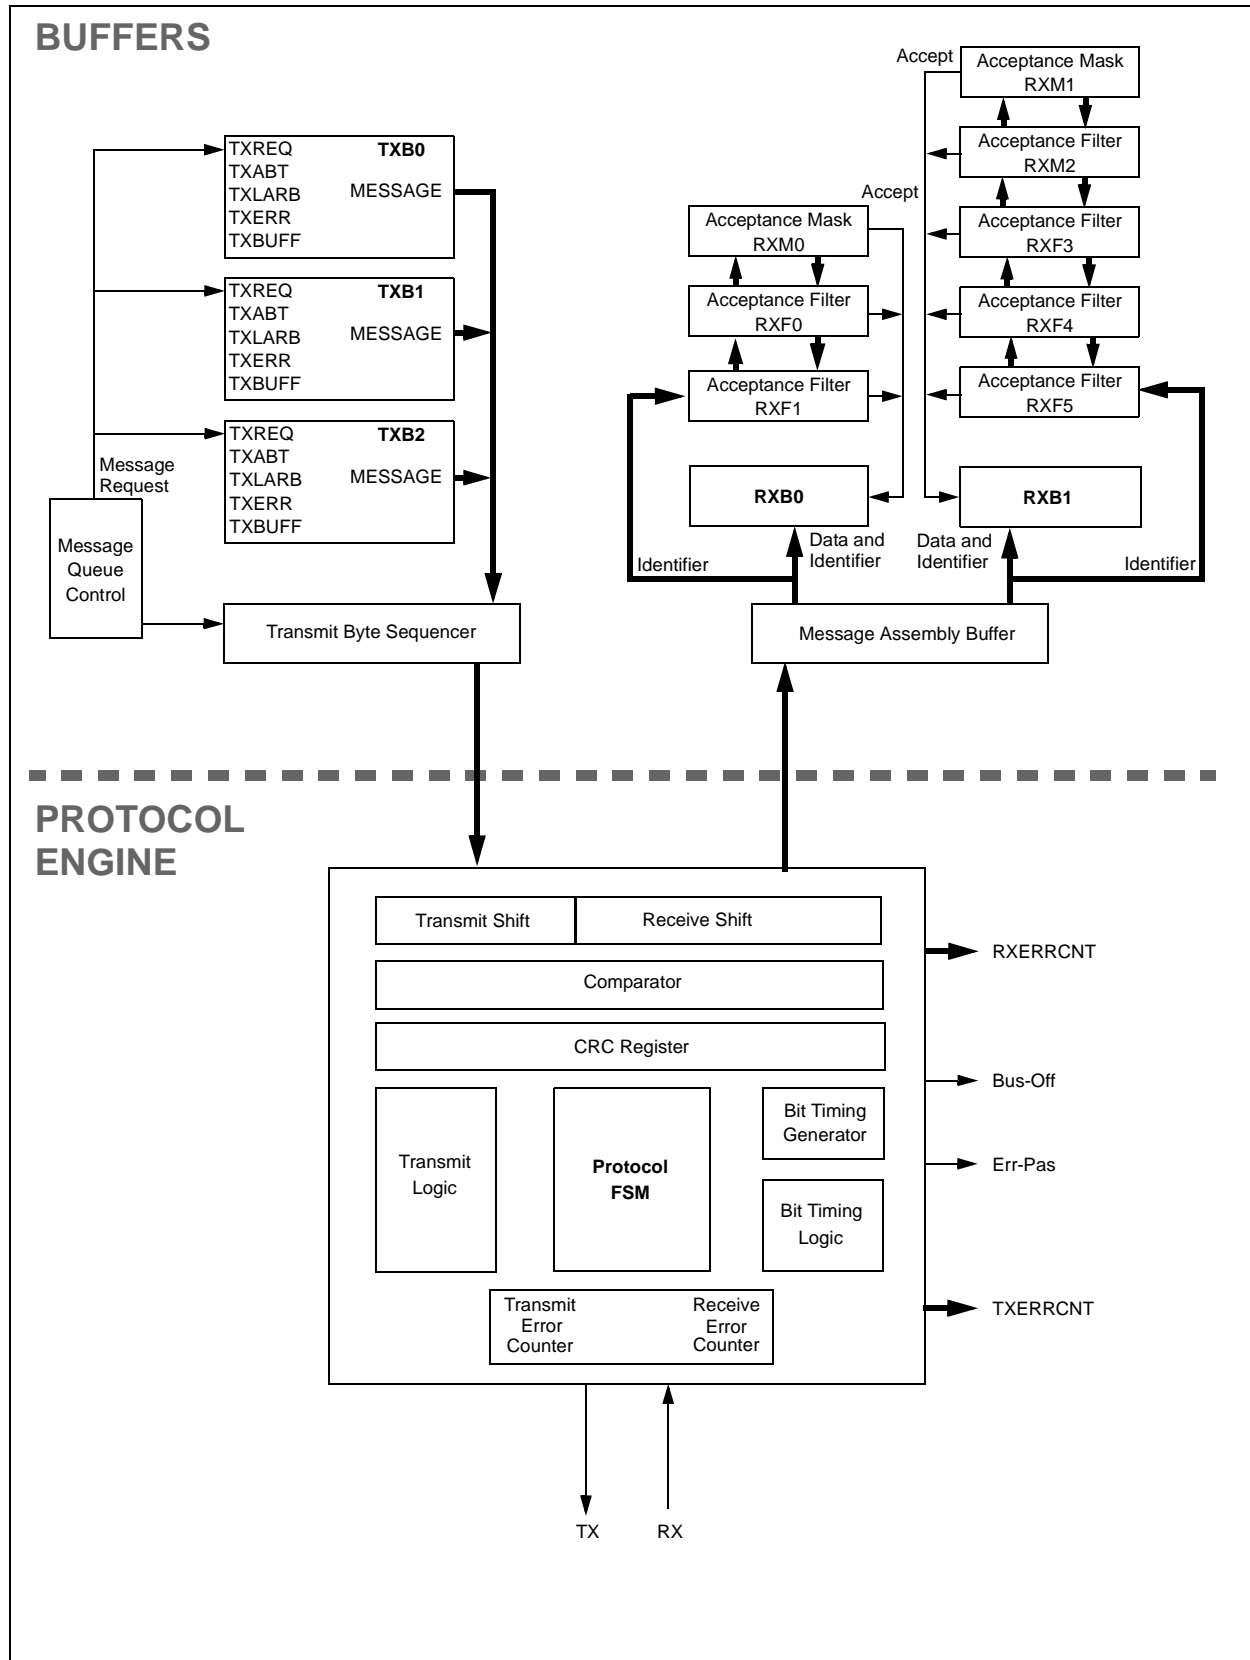 BUFFERS
TXREQ TXB0
TXABT
TXLARB MESSAGE
TXERR
TXBUFF
TXREQ TXB1
TXABT
TXLARB MESSAGE
TXERR
TXBUFF
TXREQ TXB2
TXABT
TXLARB MESSAGE
TXERR
TXBUFF
Message
Request
Message
Queue
Control
Transmit Byte Sequencer
Accept
Acceptance Mask
RXM1
Acceptance Filter
RXM2
Accept
Acceptance Mask
RXM0
Acceptance Filter
RXF3
Acceptance Filter
RXF0
Acceptance Filter
RXF4
Acceptance Filter
RXF1
Acceptance Filter
RXF5
RXB0
RXB1
Identifier
Data and
Identifier
Data and
Identifier
Identifier
Message Assembly Buffer
PROTOCOL
ENGINE
Transmit Shift
Receive Shift
Comparator
CRC Register
Transmit
Logic
Protocol
FSM
Bit Timing
Generator
Bit Timing
Logic
Transmit
Error
Counter
Receive
Error
Counter
RXERRCNT
Bus-Off
Err-Pas
TXERRCNT
TX
RX